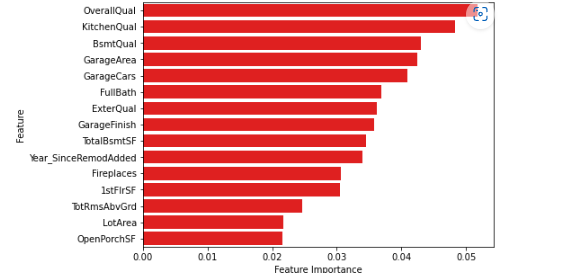 OverallQual
KitchenQual
BsmtQual
GarageArea
GarageCars
FullBath
ExterQual
GarageFinish
TotalBsmtSF
Year_SinceRemodAdded
Fireplaces
1stFlrSF
TotRmsAbvGrd
LotArea
OpenPorchSF
Feature
0.00 0.01 0.02 0.03 0.04 0.05
Feature Importance